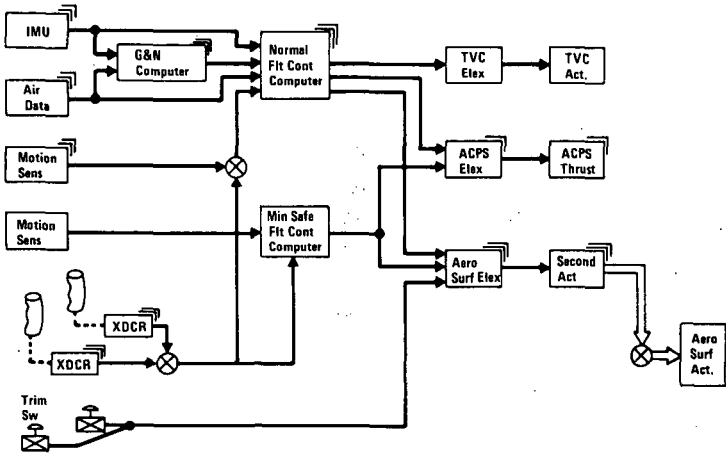 IMU
G&N
Computer
Normal
Flt Cont
Computer
TVC
Elex
TVC
Act.
Air
Data
Motion
Sens
ACPS
Elex
ACPS
Thrust
Motion
Sens
Min Safe
Flt Cont
Computer
Aero
Surf Elex
Second
Act
XDCR
XDCR
Aero
Surf
Act.
Trim
Sw